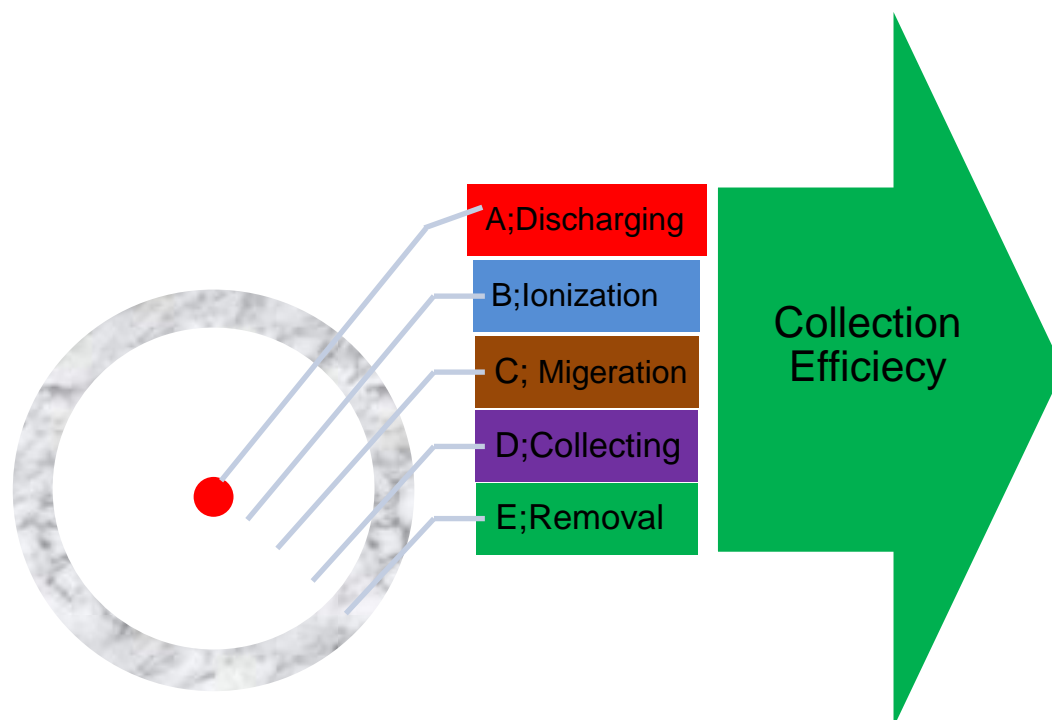 A;Discharging
B;Ionization
C; Migeration
D;Collecting
E;Removal
Collection
Efficiecy